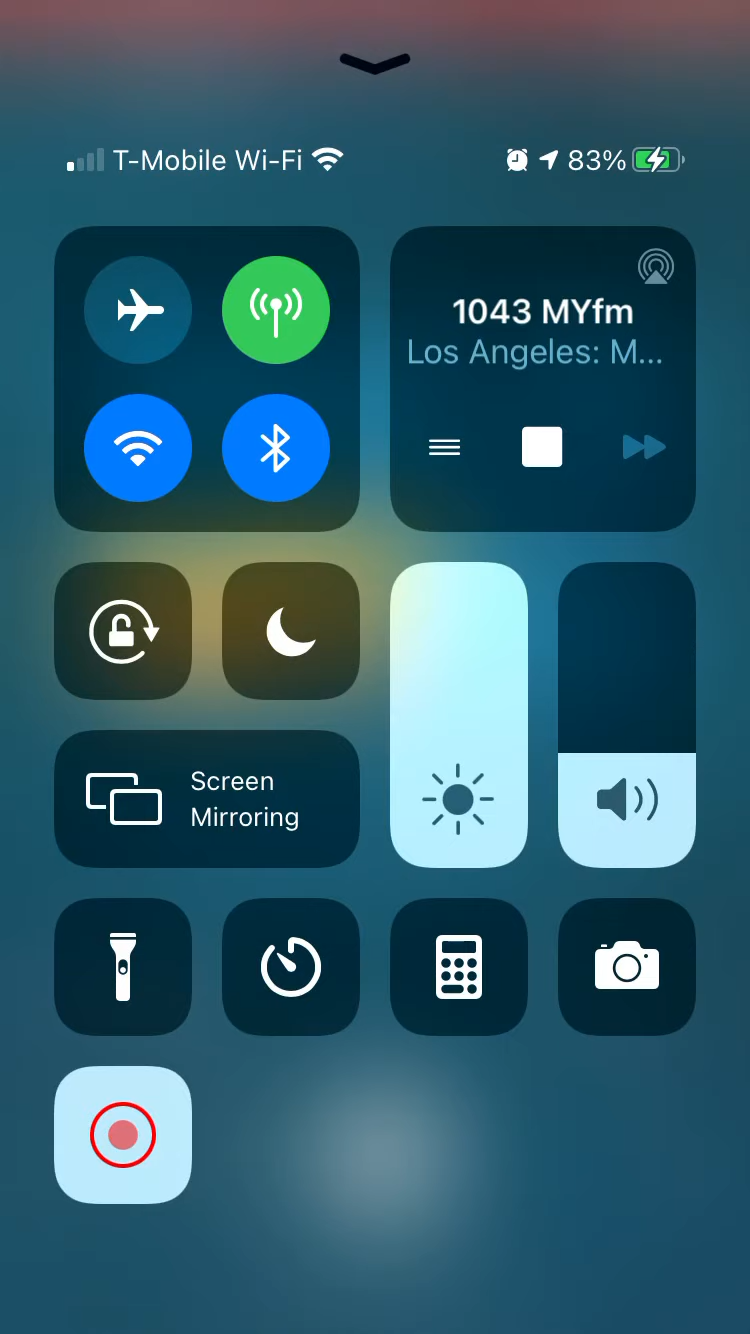 T-Mobile Wi-Fi 83%
1043 MYfm
Los Angeles: M...
Screen
Mirroring